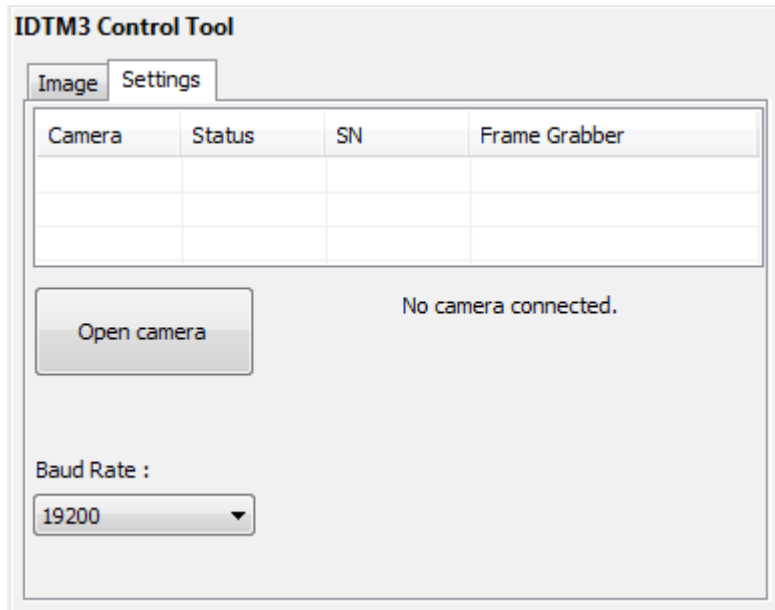 IDTM3 Control Tool
Image Settings
Camera Status SN Frame Grabber
Open camera No camera connected.
Baud Rate :
19200